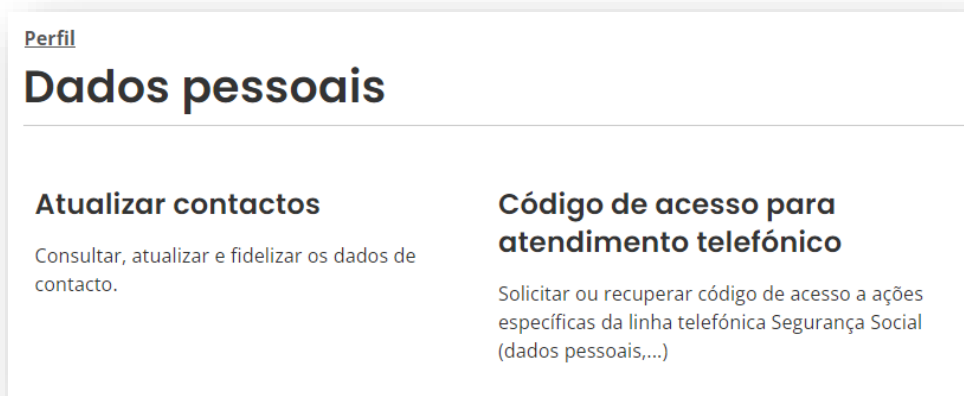 Perfil
Dados pessoais
Atualizar contactos
Consultar, atualizar e fidelizar os dados de
contacto.
Código de acesso para
atendimento telefónico
Solicitar ou recuperar código de acesso a ações
específicas da linha telefónica Segurança Social
(dados pessoais,...)